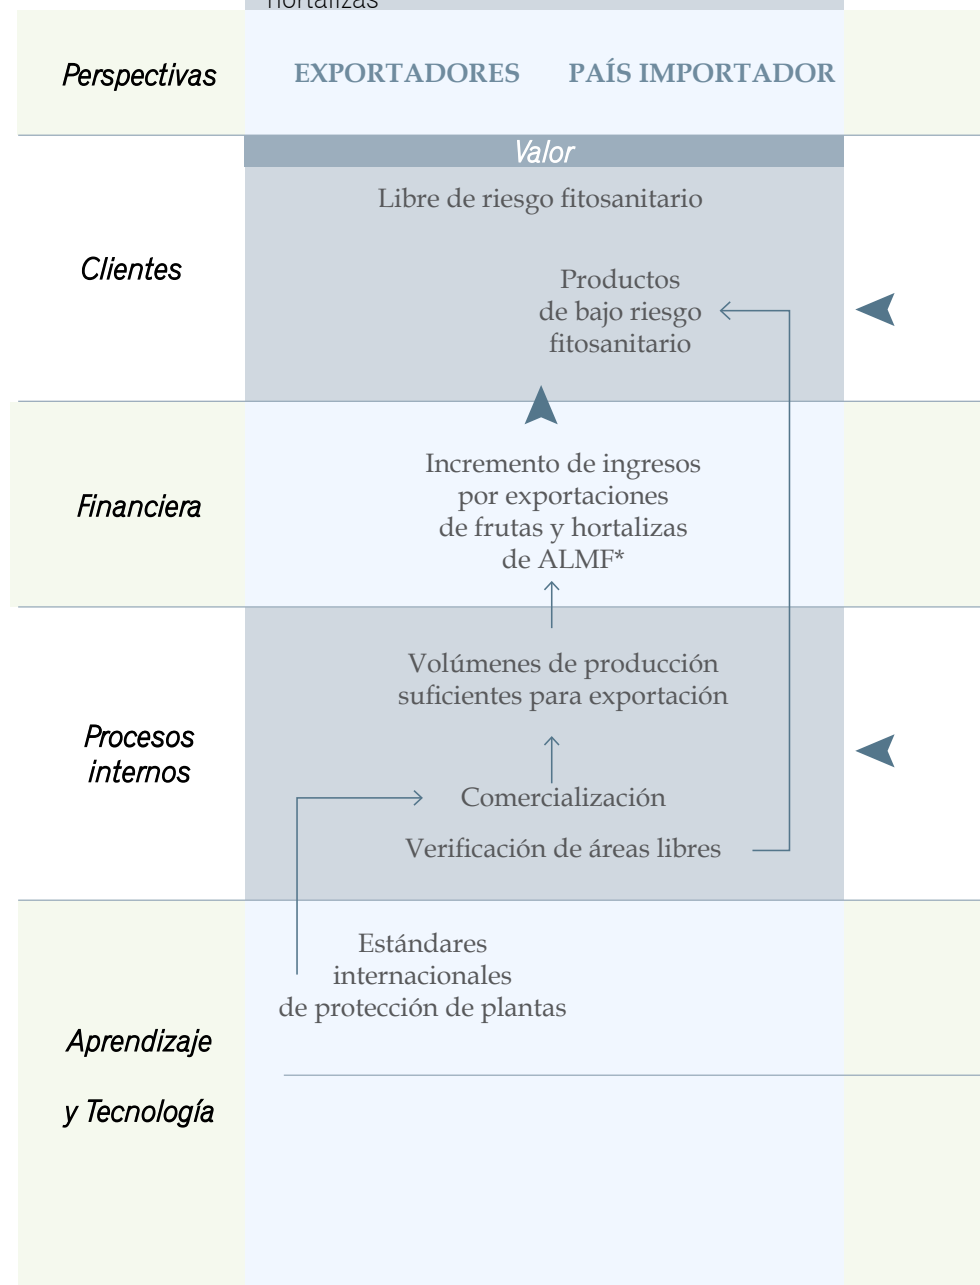 hortalizas
Perspectivas
EXPORTADORES
PAÍS IMPORTADOR
Valor
Libre de riesgo fitosanitario
Clientes
Productos
de bajo riesgo
fitosanitario
Financiera
Incremento de ingresos
por exportaciones
de frutas y hortalizas
de ALMF*
Procesos
internos
Volúmenes de producción
suficientes para exportación
Comercialización
Verificación de áreas libres
Estándares
internacionales
de protección de plantas
Aprendizaje
y Tecnología